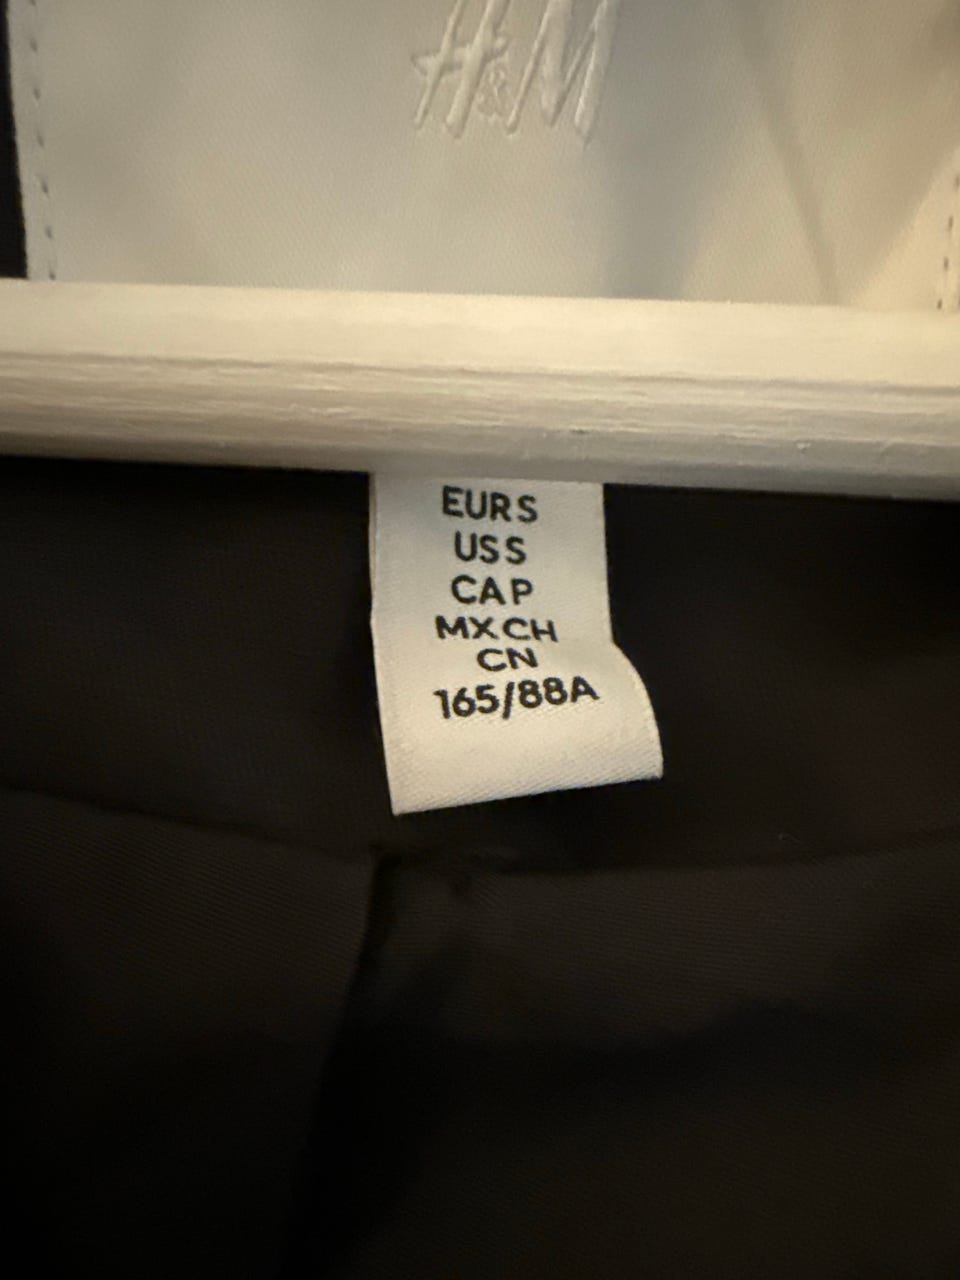 H&M
EUR S
US S
CA P
MX CH
CN
165/88A